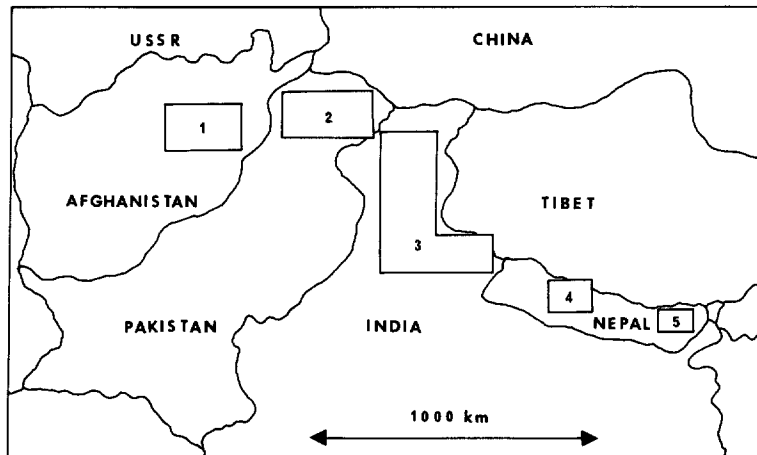 USSR
CHINA
1
2
AFGHANISTAN
TIBET
3
4
PAKISTAN
INDIA
NEPAL
5
1000 km